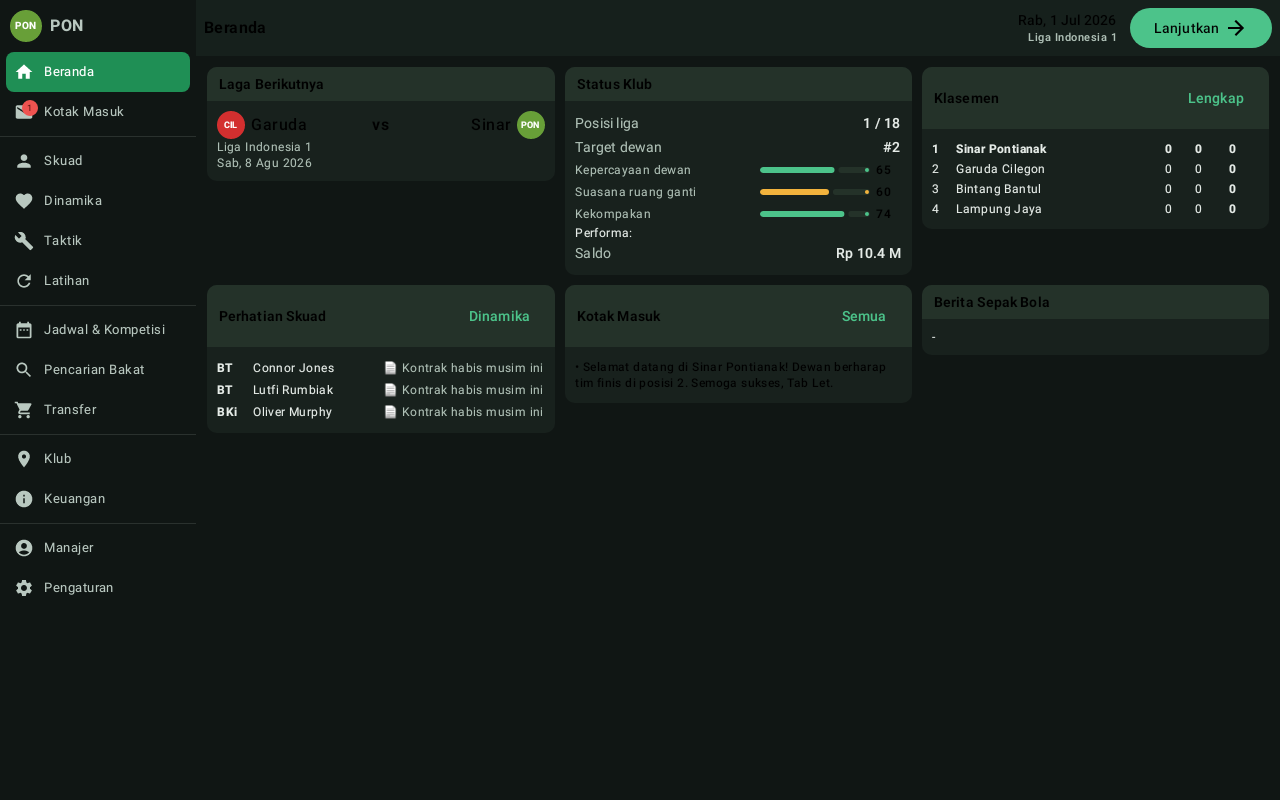 PON PON
Beranda
Kotak Masuk
1
Skuad
Dinamika
Taktik
Latihan
Jadwal & Kompetisi
Pencarian Bakat
Transfer
Klub
Keuangan
Manajer
Pengaturan
Beranda
Rab, 1 Jul 2026
Liga Indonesia 1
Lanjutkan
Laga Berikutnya
CIL Garuda vs Sinar PON
Liga Indonesia 1
Sab, 8 Agu 2026
Status Klub
Posisi liga 1 / 18
Target dewan #2
Kepercayaan dewan 65
Suasana ruang ganti 60
Kekompakan 74
Performa:
Saldo Rp 10.4 M
Klasemen Lengkap
1 Sinar Pontianak 0 0 0
2 Garuda Cilegon 0 0 0
3 Bintang Bantul 0 0 0
4 Lampung Jaya 0 0 0
Perhatian Skuad Dinamika
BT Connor Jones 📄 Kontrak habis musim ini
BT Lutfi Rumbiak 📄 Kontrak habis musim ini
BKi Oliver Murphy 📄 Kontrak habis musim ini
Kotak Masuk Semua
• Selamat datang di Sinar Pontianak! Dewan berharap
tim finis di posisi 2. Semoga sukses, Tab Let.
Berita Sepak Bola
-